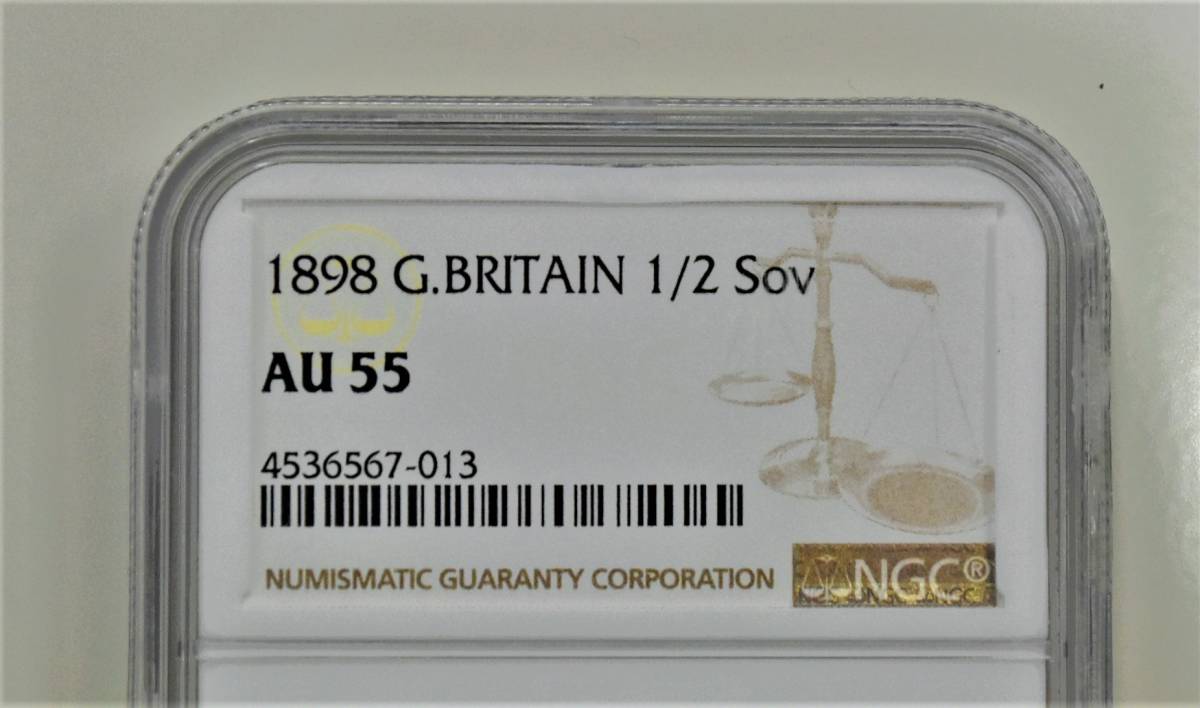 1898 G.BRITAIN 1/2 Sov
AU 55
4536567-013
NUMISMATIC GUARANTY CORPORATION
NGC®